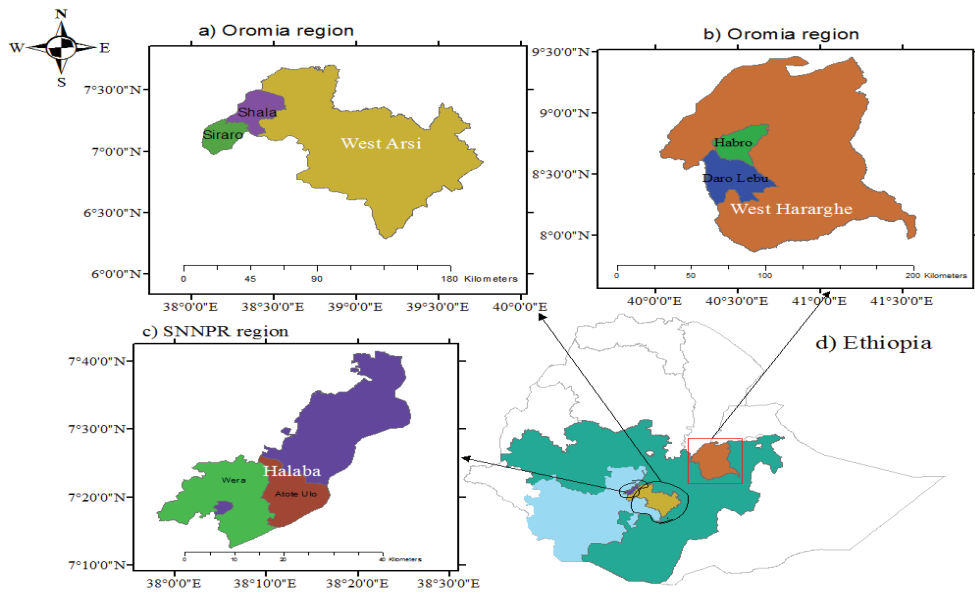 N
W E
S
a) Oromia region
7°30'0"N
7°0'0"N
6°30'0"N
6°0'0"N
Shala
Siraro
West Arsi
0 45 90 180 Kilometers
38°0'0"E 38°30'0"E 39°0'0"E 39°30'0"E 40°0'0"E
b) Oromia region
9°30'0"N
9°0'0"N
8°30'0"N
8°0'0"N
Habro
Daro Lebu
West Hararghe
0 50 100 200 Kilometers
40°0'0"E 40°30'0"E 41°0'0"E 41°30'0"E
c) SNNPR region
7°40'0"N
7°30'0"N
7°20'0"N
7°10'0"N
Halaba
Wera
Atote Ulo
0 10 20 40 Kilometers
38°0'0"E 38°10'0"E 38°20'0"E 38°30'0"E
d) Ethiopia